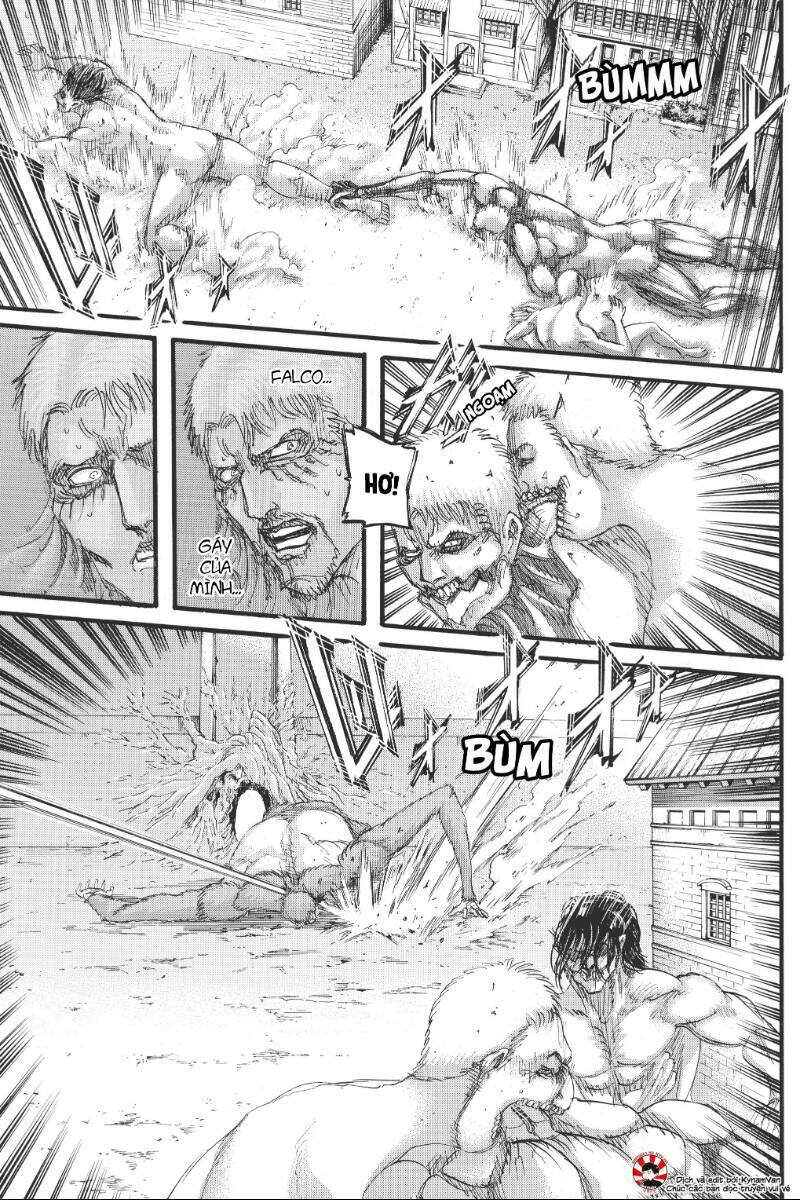 BÙMMM
NGOẠM
HƠ!
FALCO...
GÁY
CỦA
MÌNH...
BÙM
Dịch và edit bởi KynamVan
Chúc các bạn đọc truyện vui vẻ